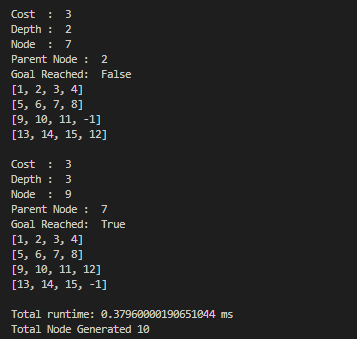 Cost  :  3
Depth :  2
Node  :  7
Parent Node :  2
Goal Reached:  False
[1, 2, 3, 4]
[5, 6, 7, 8]
[9, 10, 11, -1]
[13, 14, 15, 12]
Cost  :  3
Depth :  3
Node  :  9
Parent Node :  7
Goal Reached:  True
[1, 2, 3, 4]
[5, 6, 7, 8]
[9, 10, 11, 12]
[13, 14, 15, -1]
Total runtime: 0.37960000190651044 ms
Total Node Generated 10